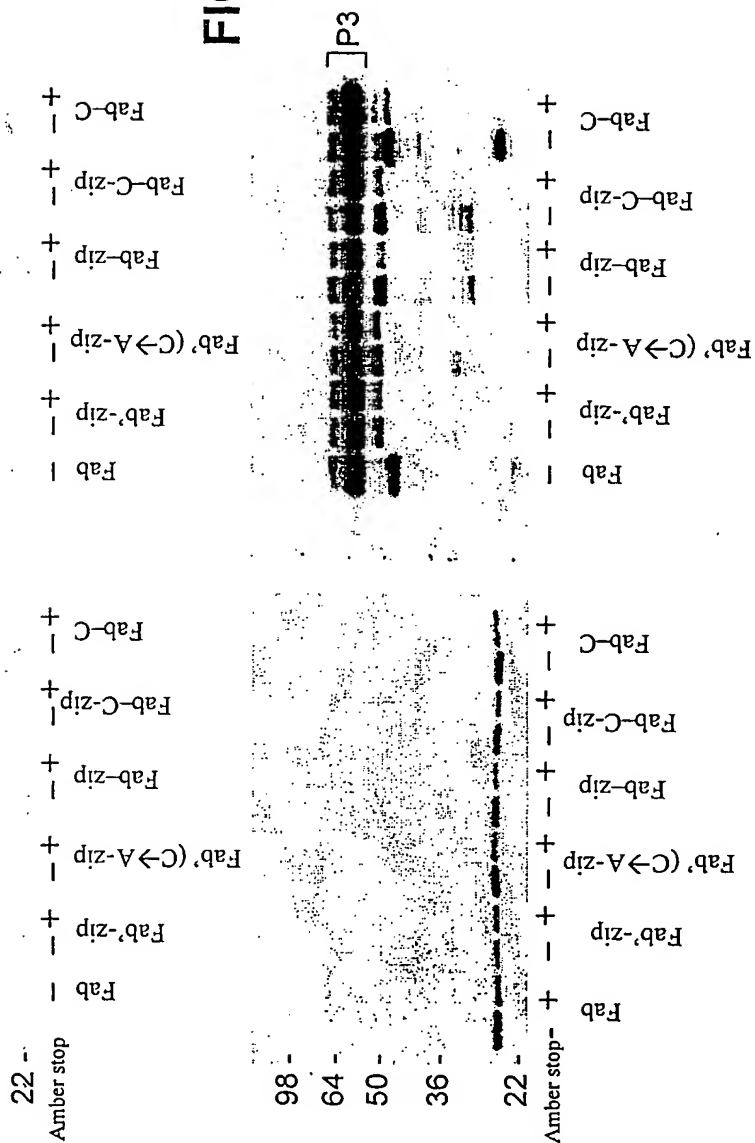 22 -
Amber stop
– – + – + – + – + – +
Fab Fab'-zip Fab' (C→A-zip Fab-zip Fab-C-zip Fab-C
– – + – + – + – + – +
Fab Fab'-zip Fab' (C→A-zip Fab-zip Fab-C-zip Fab-C
FI
98 -
64 -
50 -
36 -
22 -
P3
Amber stop-
+ – + – + – + – + – +
Fab Fab'-zip Fab' (C→A-zip Fab-zip Fab-C-zip Fab-C
– – + – + – + – + – +
Fab Fab'-zip Fab' (C→A-zip Fab-zip Fab-C-zip Fab-C